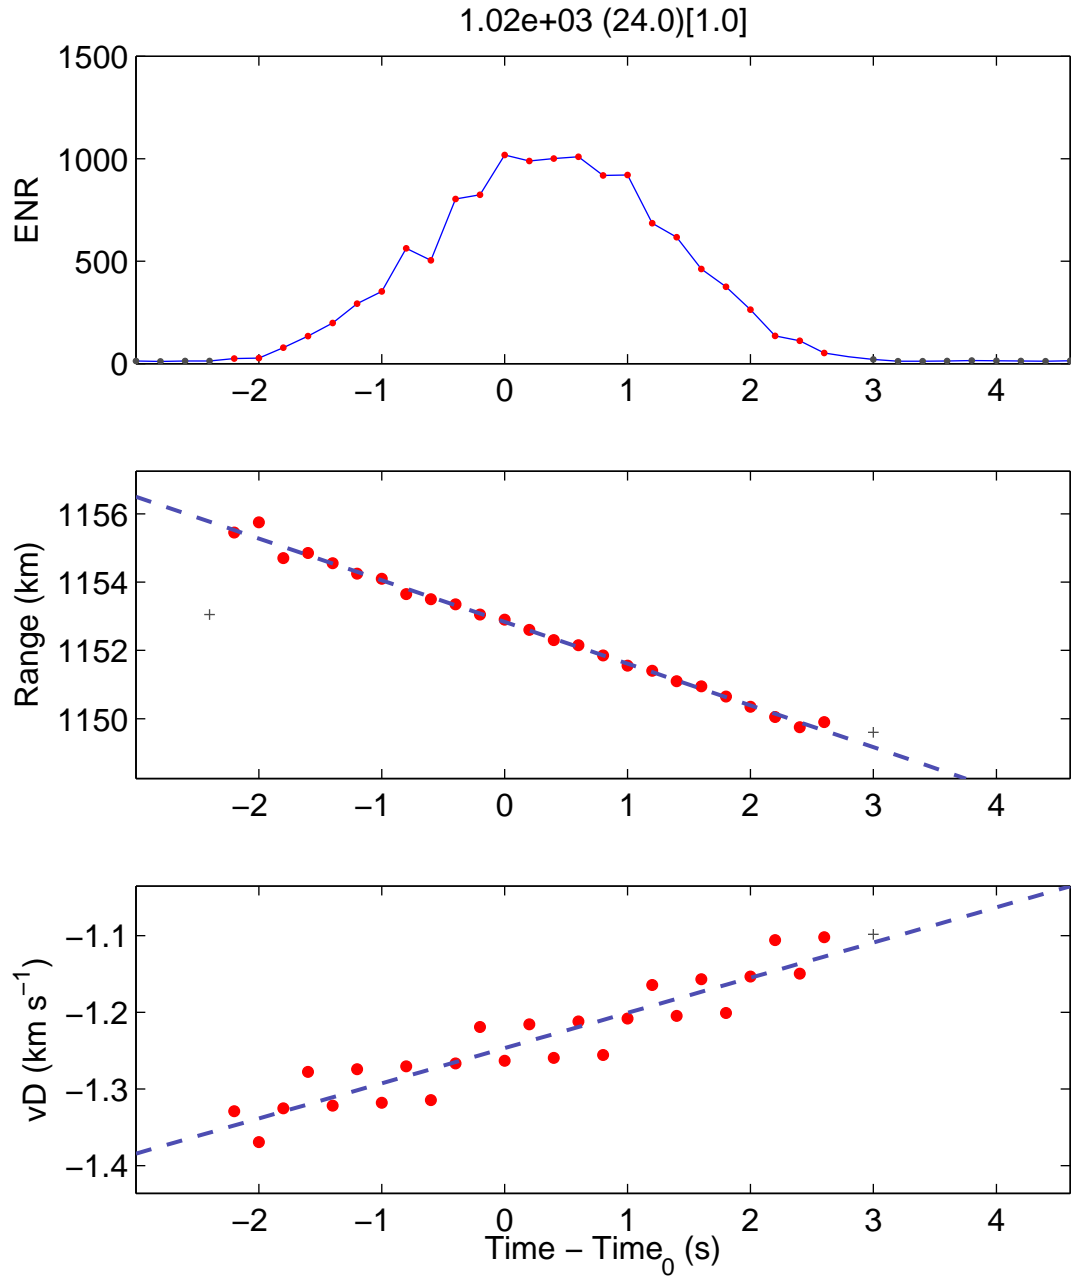 1.02e+03 (24.0)[1.0]
1500
1000
500
0
ENR
−2 −1 0 1 2 3 4
1156
1154
1152
1150
Range (km)
−2 −1 0 1 2 3 4
−1.1
−1.2
−1.3
−1.4
vD (km s⁻¹)
−2 −1 0 1 2 3 4
Time − Time₀ (s)